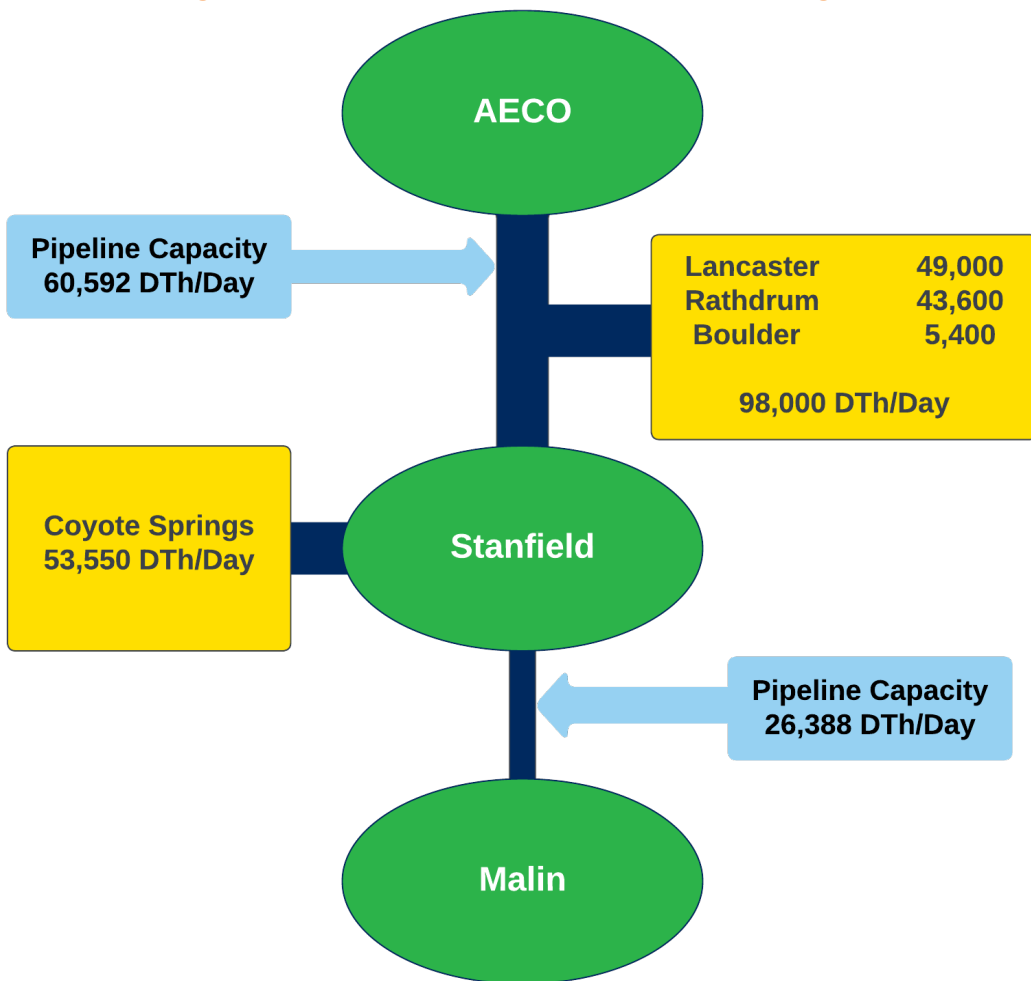 AECO
Pipeline Capacity
60,592 DTh/Day
Lancaster 49,000
Rathdrum 43,600
Boulder 5,400
98,000 DTh/Day
Coyote Springs
53,550 DTh/Day
Stanfield
Pipeline Capacity
26,388 DTh/Day
Malin